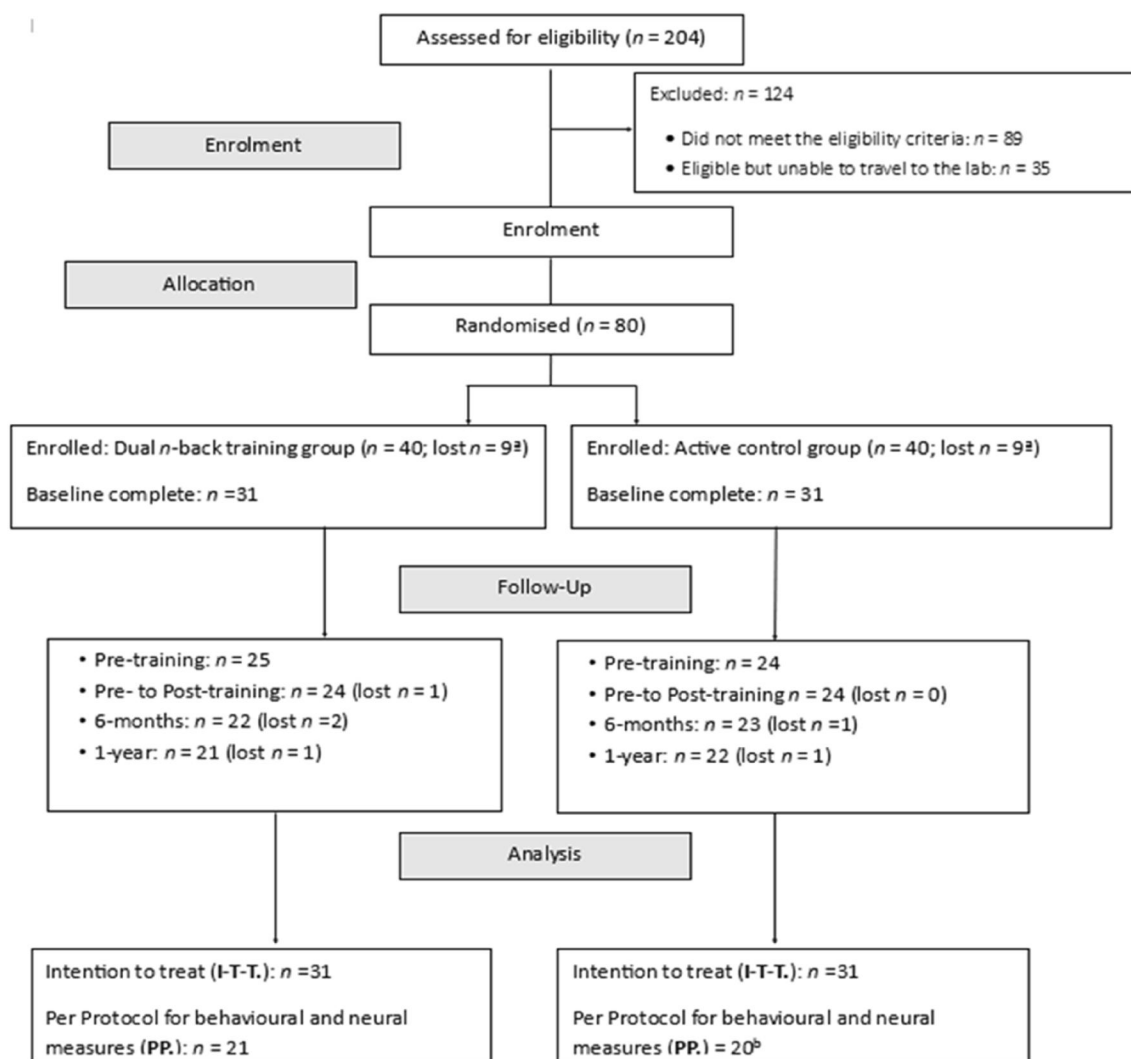 Assessed for eligibility (n = 204)
Excluded: n = 124
• Did not meet the eligibility criteria: n = 89
• Eligible but unable to travel to the lab: n = 35
Enrolment
Enrolment
Allocation
Randomised (n = 80)
Enrolled: Dual n-back training group (n = 40; lost n = 9ª)
Baseline complete: n =31
Enrolled: Active control group (n = 40; lost n = 9ª)
Baseline complete: n = 31
Follow-Up
• Pre-training: n = 25
• Pre- to Post-training: n = 24 (lost n = 1)
• 6-months: n = 22 (lost n =2)
• 1-year: n = 21 (lost n = 1)
• Pre-training: n = 24
• Pre-to Post-training n = 24 (lost n = 0)
• 6-months: n = 23 (lost n =1)
• 1-year: n = 22 (lost n = 1)
Analysis
Intention to treat (I-T-T.): n =31
Per Protocol for behavioural and neural
measures (PP.): n = 21
Intention to treat (I-T-T.): n =31
Per Protocol for behavioural and neural
measures (PP.) = 20ᵇ